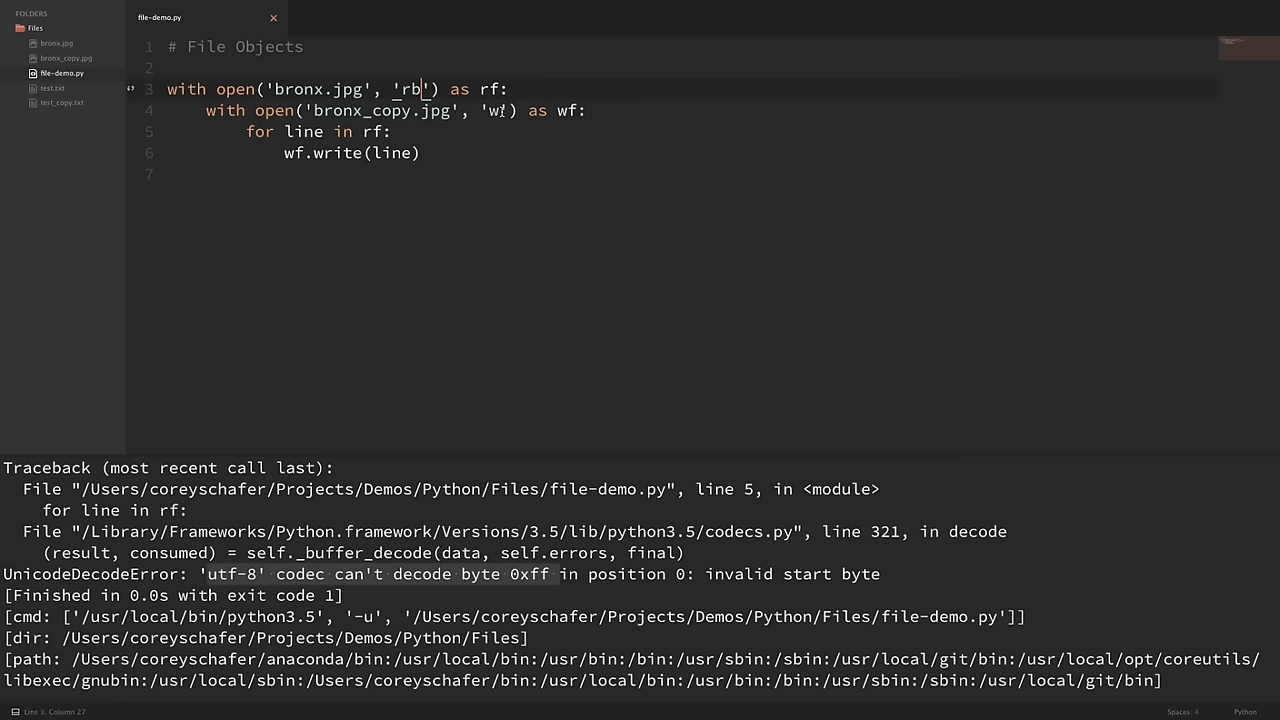 FOLDERS
Files
bronx.jpg
bronx_copy.jpg
file-demo.py
test.txt
test_copy.txt
file-demo.py
1 # File Objects
2
3 with open('bronx.jpg', 'rb') as rf:
4 with open('bronx_copy.jpg', 'w') as wf:
5 for line in rf:
6 wf.write(line)
7
Traceback (most recent call last):
File "/Users/coreyschafer/Projects/Demos/Python/Files/file-demo.py", line 5, in <module>
for line in rf:
File "/Library/Frameworks/Python.framework/Versions/3.5/lib/python3.5/codecs.py", line 321, in decode
(result, consumed) = self._buffer_decode(data, self.errors, final)
UnicodeDecodeError: 'utf-8' codec can't decode byte 0xff in position 0: invalid start byte
[Finished in 0.0s with exit code 1]
[cmd: ['/usr/local/bin/python3.5', '-u', '/Users/coreyschafer/Projects/Demos/Python/Files/file-demo.py']]
[dir: /Users/coreyschafer/Projects/Demos/Python/Files]
[path: /Users/coreyschafer/anaconda/bin:/usr/local/bin:/usr/bin:/bin:/usr/sbin:/sbin:/usr/local/git/bin:/usr/local/opt/coreutils/
libexec/gnubin:/usr/local/sbin:/Users/coreyschafer/bin:/usr/local/bin:/usr/bin:/bin:/usr/sbin:/sbin:/usr/local/git/bin]
Line 3, Column 27
Spaces: 4
Python